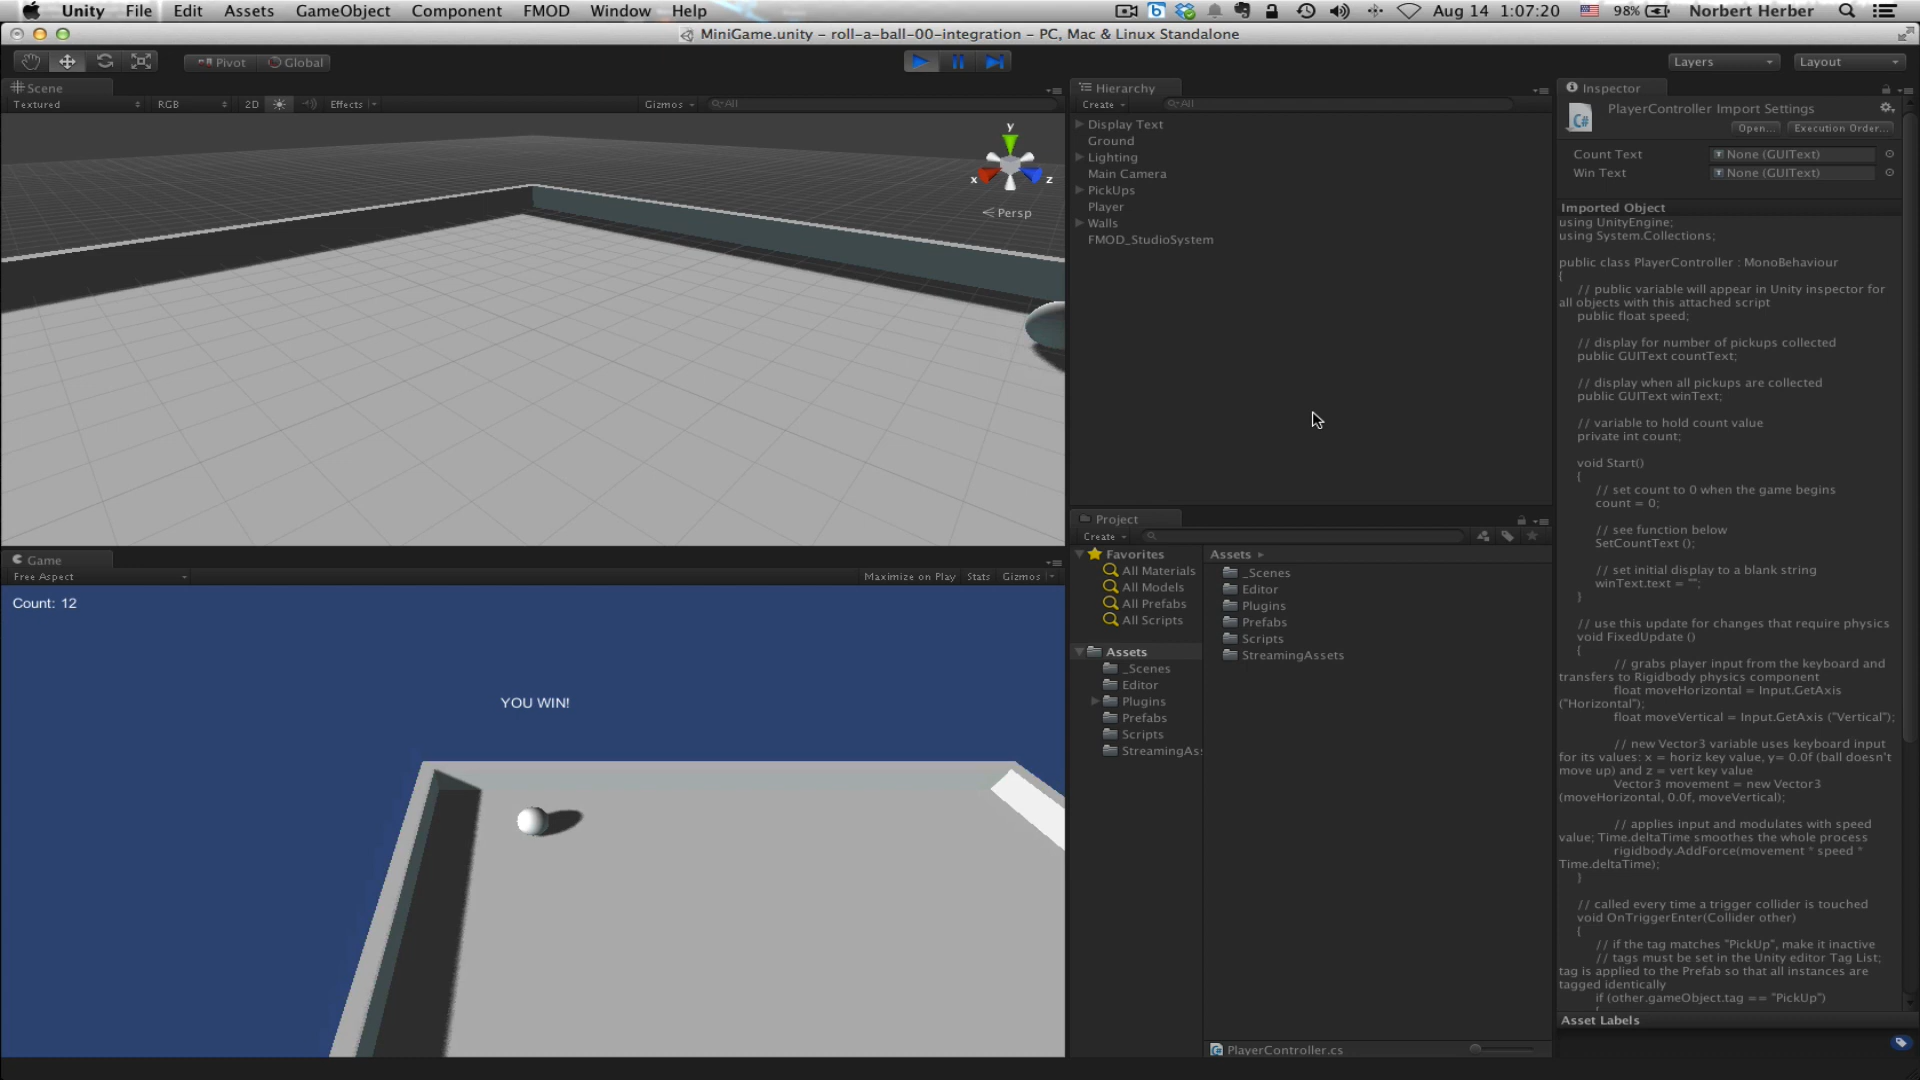 Unity File Edit Assets GameObject Component FMOD Window Help
Aug 14 1:07:20 98% Norbert Herber
MiniGame.unity – roll-a-ball-00-integration – PC, Mac & Linux Standalone
Pivot Global Layers Layout
Scene
Textured RGB 2D Effects Gizmos All
y
x z
Persp
Game
Free Aspect Maximize on Play Stats Gizmos
Count: 12
YOU WIN!
Hierarchy
Create All
Display Text
Ground
Lighting
Main Camera
PickUps
Player
Walls
FMOD_StudioSystem
Project
Create
Favorites
All Materials
All Models
All Prefabs
All Scripts
Assets
_Scenes
Editor
Plugins
Prefabs
Scripts
StreamingAss
Assets
_Scenes
Editor
Plugins
Prefabs
Scripts
StreamingAssets
PlayerController.cs
Inspector
PlayerController Import Settings
C#
Open... Execution Order...
Count Text None (GUIText)
Win Text None (GUIText)
Imported Object
using UnityEngine;
using System.Collections;
public class PlayerController : MonoBehaviour
{
// public variable will appear in Unity inspector for
all objects with this attached script
public float speed;
// display for number of pickups collected
public GUIText countText;
// display when all pickups are collected
public GUIText winText;
// variable to hold count value
private int count;
void Start()
{
// set count to 0 when the game begins
count = 0;
// see function below
SetCountText ();
// set initial display to a blank string
winText.text = "";
}
// use this update for changes that require physics
void FixedUpdate ()
{
// grabs player input from the keyboard and
transfers to Rigidbody physics component
float moveHorizontal = Input.GetAxis
("Horizontal");
float moveVertical = Input.GetAxis ("Vertical");
// new Vector3 variable uses keyboard input
for its values: x = horiz key value, y= 0.0f (ball doesn't
move up) and z = vert key value
Vector3 movement = new Vector3
(moveHorizontal, 0.0f, moveVertical);
// applies input and modulates with speed
value; Time.deltaTime smoothes the whole process
rigidbody.AddForce(movement * speed *
Time.deltaTime);
}
// called every time a trigger collider is touched
void OnTriggerEnter(Collider other)
{
// if the tag matches "PickUp", make it inactive
// tags must be set in the Unity editor Tag List;
tag is applied to the Prefab so that all instances are
tagged identically
if (other.gameObject.tag == "PickUp")
Asset Labels